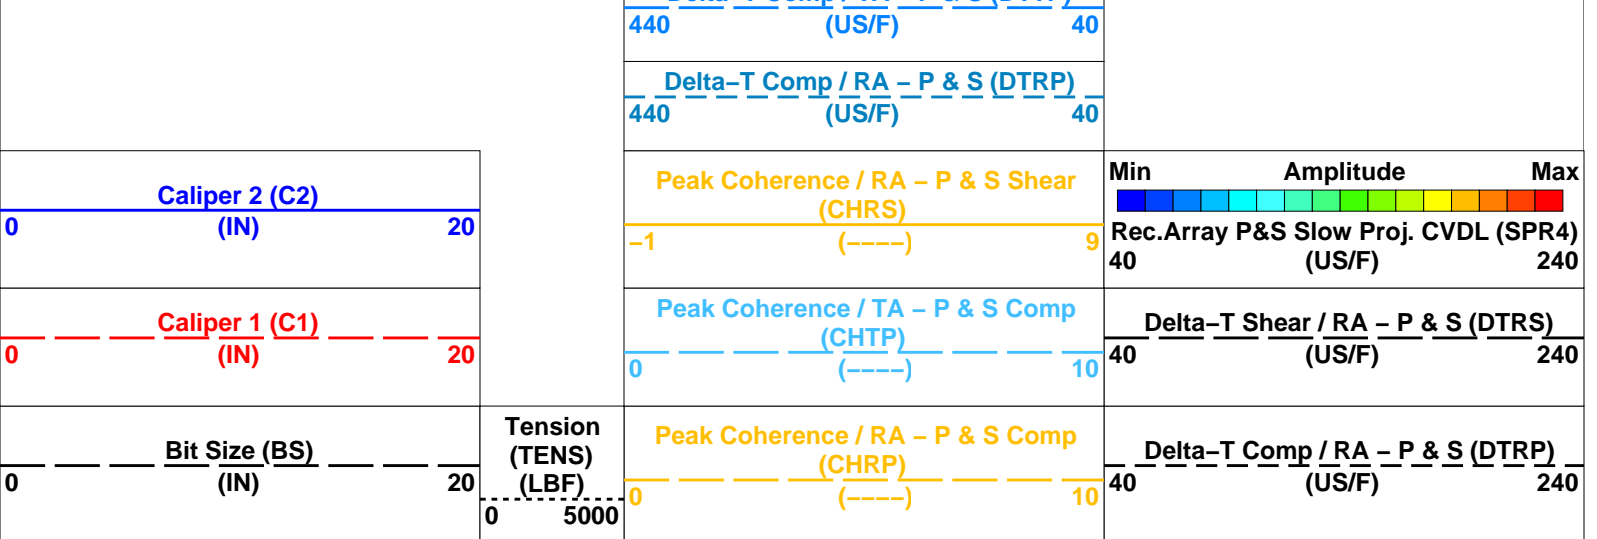 440 (US/F) 40
Delta−T Comp / RA − P & S (DTRP)
440 (US/F) 40
Caliper 2 (C2)
0 (IN) 20
Peak Coherence / RA − P & S Shear
(CHRS)
−1 (−−−−) 9
Min Amplitude Max
Rec.Array P&S Slow Proj. CVDL (SPR4)
40 (US/F) 240
Caliper 1 (C1)
0 (IN) 20
Peak Coherence / TA − P & S Comp
(CHTP)
0 (−−−−) 10
Delta−T Shear / RA − P & S (DTRS)
40 (US/F) 240
Bit Size (BS)
0 (IN) 20
Tension
(TENS)
(LBF)
0 5000
Peak Coherence / RA − P & S Comp
(CHRP)
0 (−−−−) 10
Delta−T Comp / RA − P & S (DTRP)
40 (US/F) 240